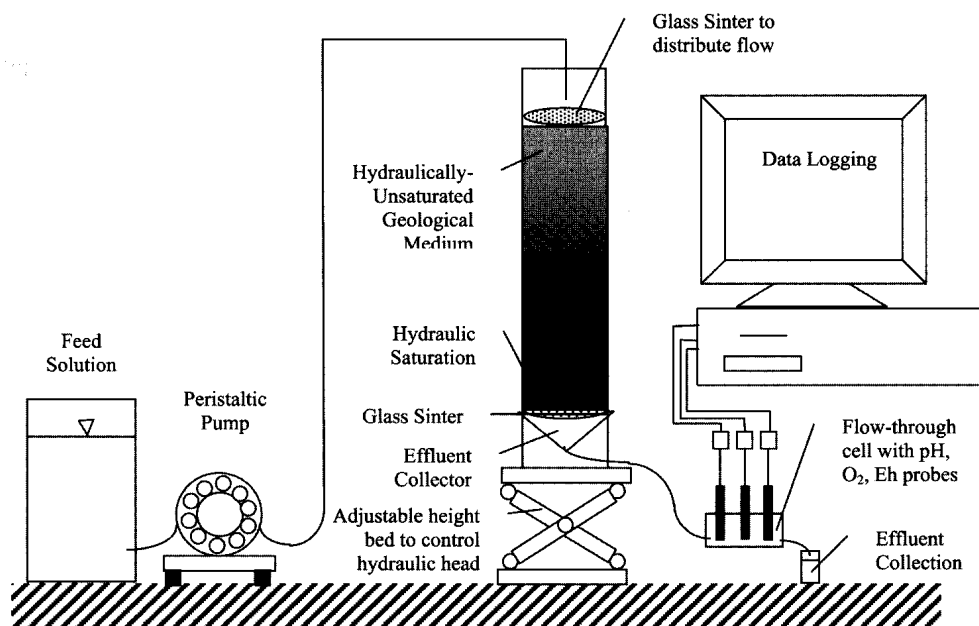 Glass Sinter to
distribute flow
Data Logging
Hydraulically-
Unsaturated
Geological
Medium
Hydraulic
Saturation
Feed
Solution
Peristaltic
Pump
Glass Sinter
Effluent
Collector
Flow-through
cell with pH,
O₂, Eh probes
Adjustable height
bed to control
hydraulic head
Effluent
Collection